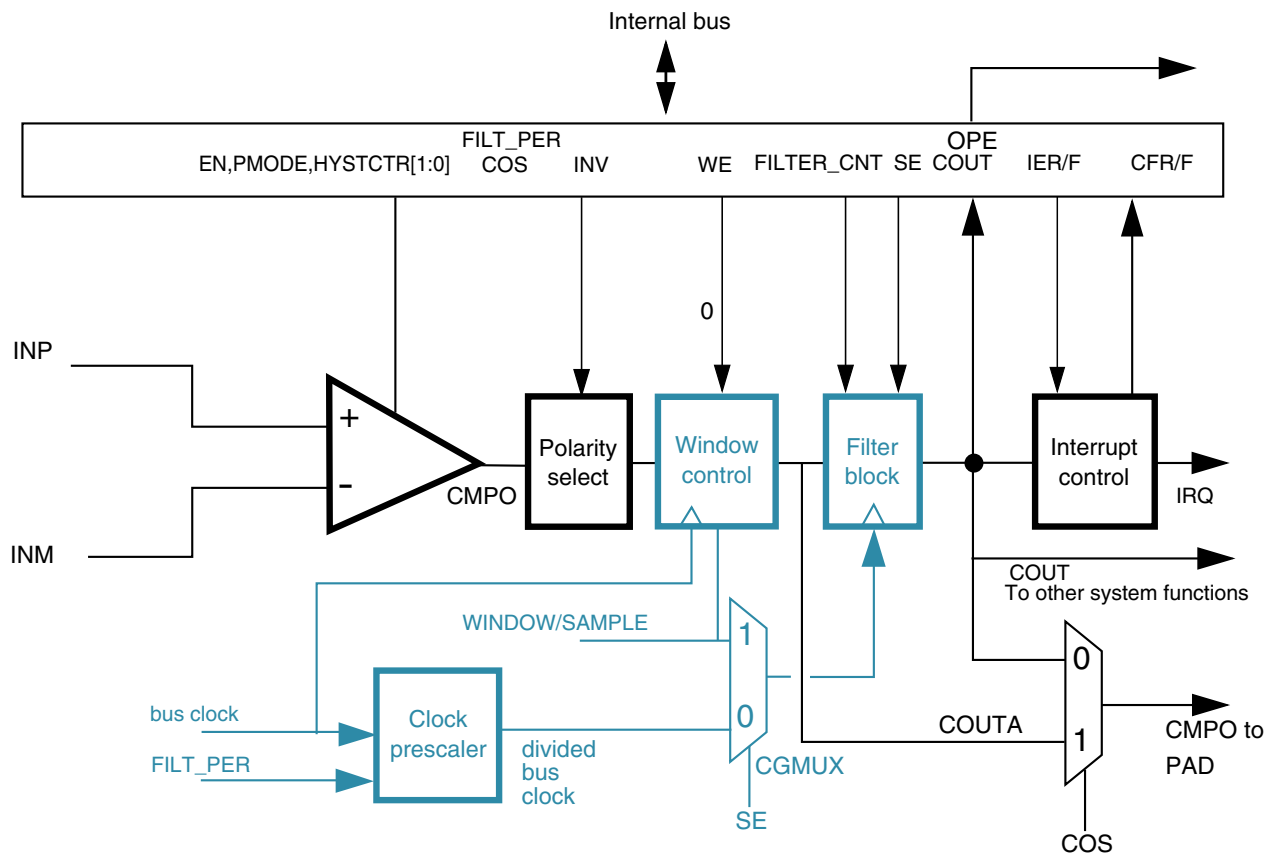 Internal bus
FILT_PER
OPE
EN,PMODE,HYSTCTR[1:0]
COS
INV
WE
FILTER_CNT
SE
COUT
IER/F
CFR/F
0
INP
INM
+
-
CMPO
Polarity
select
Window
control
Filter
block
Interrupt
control
IRQ
COUT
To other system functions
WINDOW/SAMPLE
1
0
bus clock
FILT_PER
Clock
prescaler
divided
bus
clock
CGMUX
SE
0
1
COUTA
CMPO to
PAD
COS